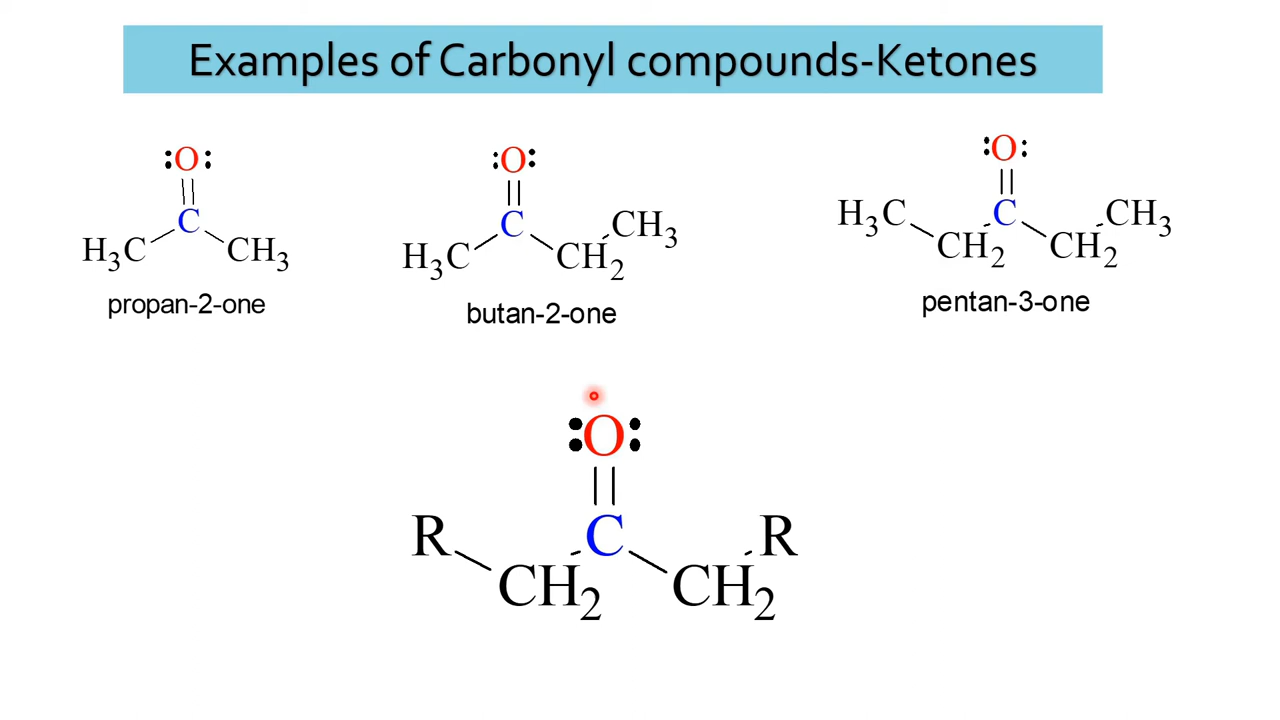 Examples of Carbonyl compounds-Ketones
O
C
H3C CH3
propan-2-one
O
C
H3C CH2 CH3
butan-2-one
O
H3C C CH3
CH2 CH2
pentan-3-one
O
R C R
CH2 CH2